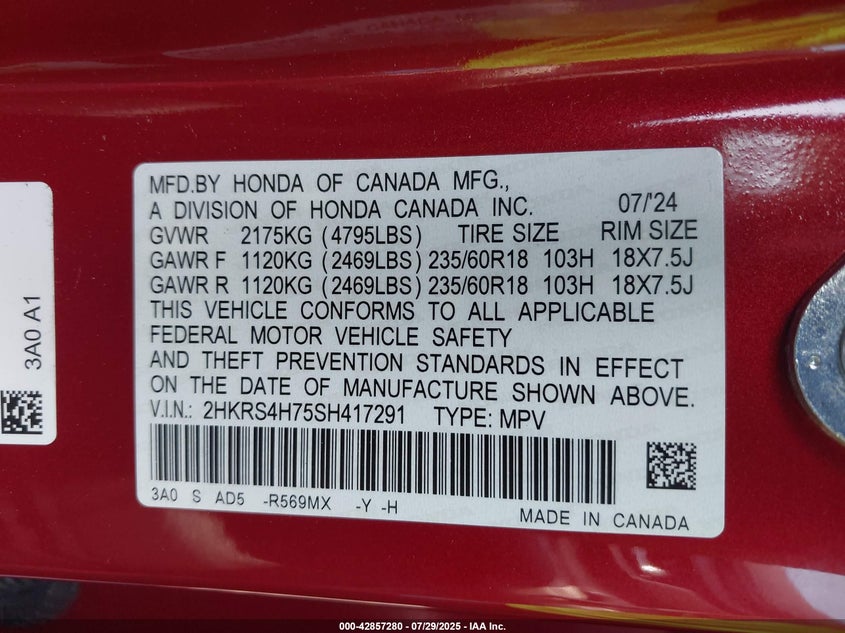 MFD.BY HONDA OF CANADA MFG.,
A DIVISION OF HONDA CANADA INC. 07/'24
GVWR 2175KG (4795LBS) TIRE SIZE RIM SIZE
GAWR F 1120KG (2469LBS) 235/60R18 103H 18X7.5J
GAWR R 1120KG (2469LBS) 235/60R18 103H 18X7.5J
THIS VEHICLE CONFORMS TO ALL APPLICABLE
FEDERAL MOTOR VEHICLE SAFETY
AND THEFT PREVENTION STANDARDS IN EFFECT
ON THE DATE OF MANUFACTURE SHOWN ABOVE.
V.I.N.: 2HKRS4H75SH417291 TYPE: MPV
3A0 S AD5 -R569MX -Y -H
MADE IN CANADA
3A0 A1
000-42857280 - 07/29/2025 - IAA Inc.